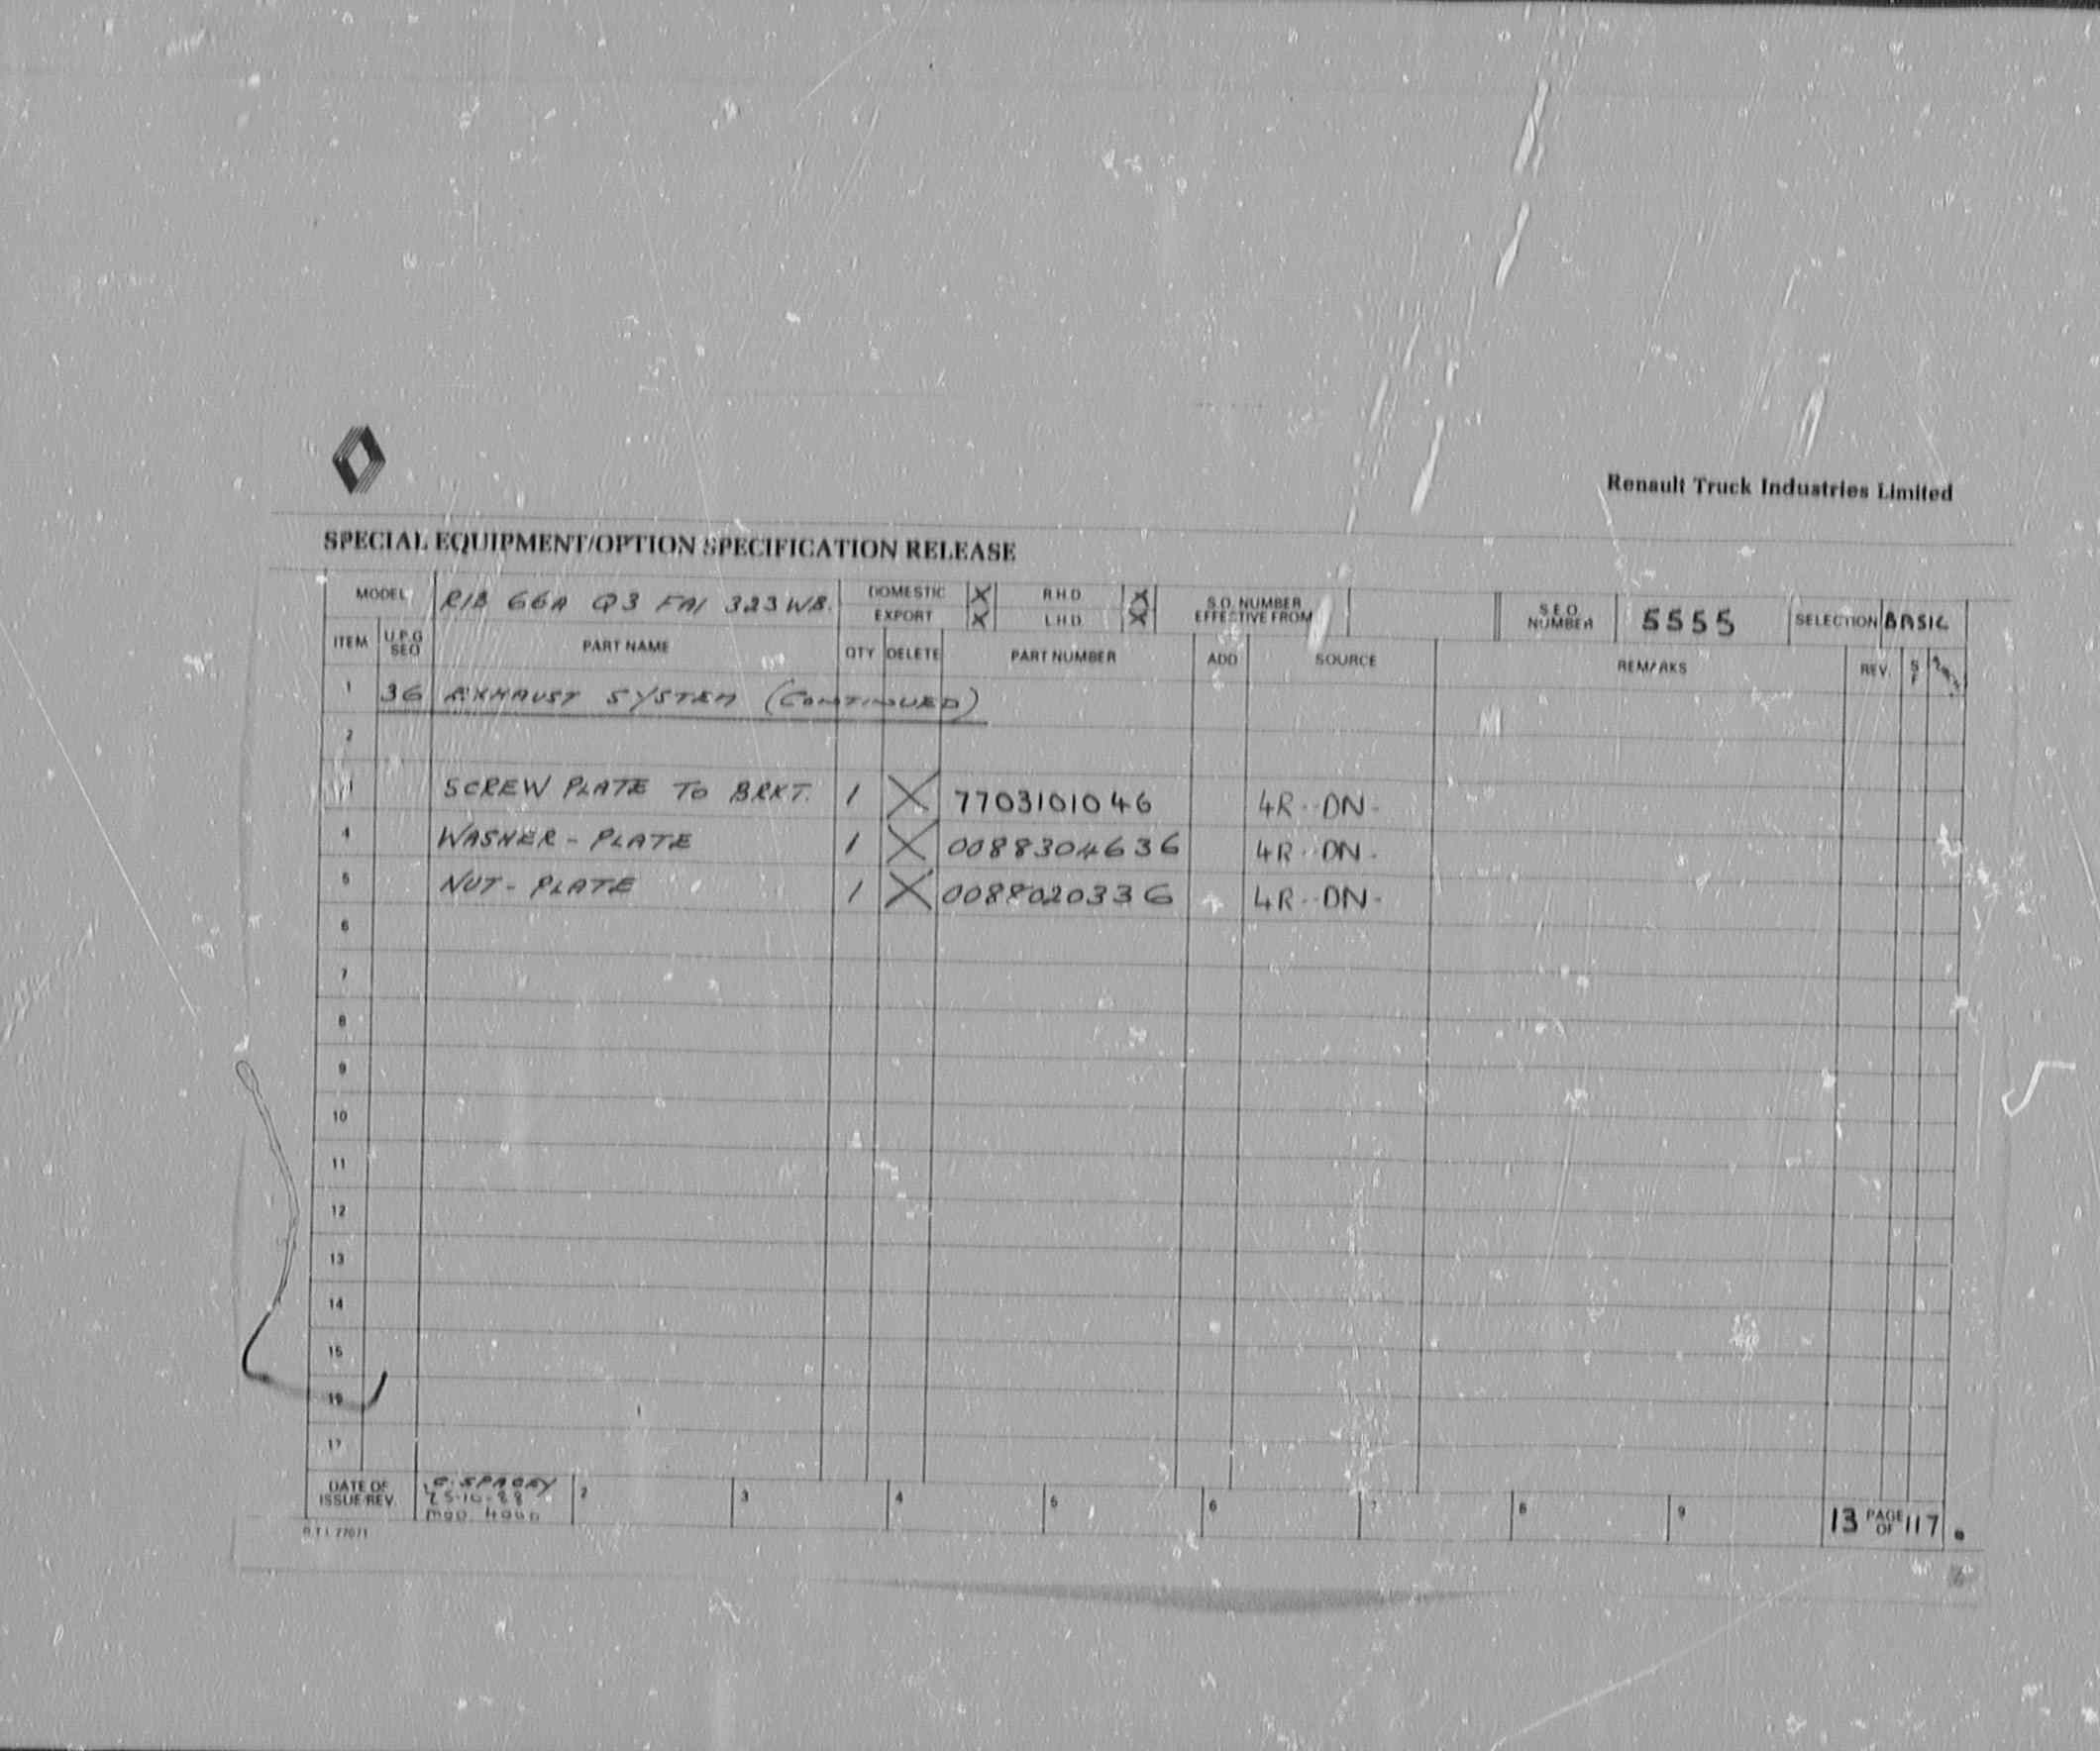 Renault Truck Industries Limited
SPECIAL EQUIPMENT/OPTION SPECIFICATION RELEASE
MODEL R1B 66A Q3 FA1 323 WB. DOMESTIC X R.H.D X S.O. NUMBER EFFECTIVE FROM S.E.O. NUMBER 5555 SELECTION BASIC
EXPORT X L.H.D. X
ITEM U.P.G SEQ PART NAME QTY DELETE PART NUMBER ADD SOURCE REMARKS REV. S F
1 36 EXHAUST SYSTEM (CONTINUED)
2
SCREW PLATE TO BRKT. 1 X 7703101046 4R--DN-
4 WASHER - PLATE 1 X 0088304636 4R--DN-
5 NUT - PLATE 1 X 0088020336 4R--DN-
6
7
8
9
10
11
12
13
14
15
16
17
DATE OF ISSUE/REV. 2 3 4 5 6 7 8 9 13 PAGE OF 117
R.T.I. 77071